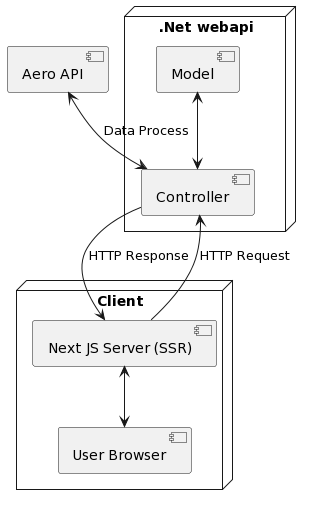 .Net webapi
Aero API
Model
Data Process
Controller
HTTP Response
HTTP Request
Client
Next JS Server (SSR)
User Browser